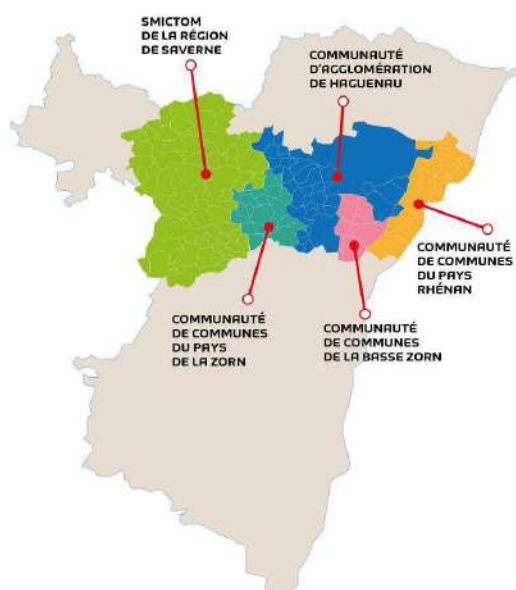 SMICTOM
DE LA RÉGION
DE SAVERNE
COMMUNAUTÉ
D'AGGLOMÉRATION
DE HAGUENAU
COMMUNAUTÉ
DE COMMUNES
DU PAYS
RHÉNAN
COMMUNAUTÉ
DE COMMUNES
DU PAYS
DE LA ZORN
COMMUNAUTÉ
DE COMMUNES
DE LA BASSE ZORN